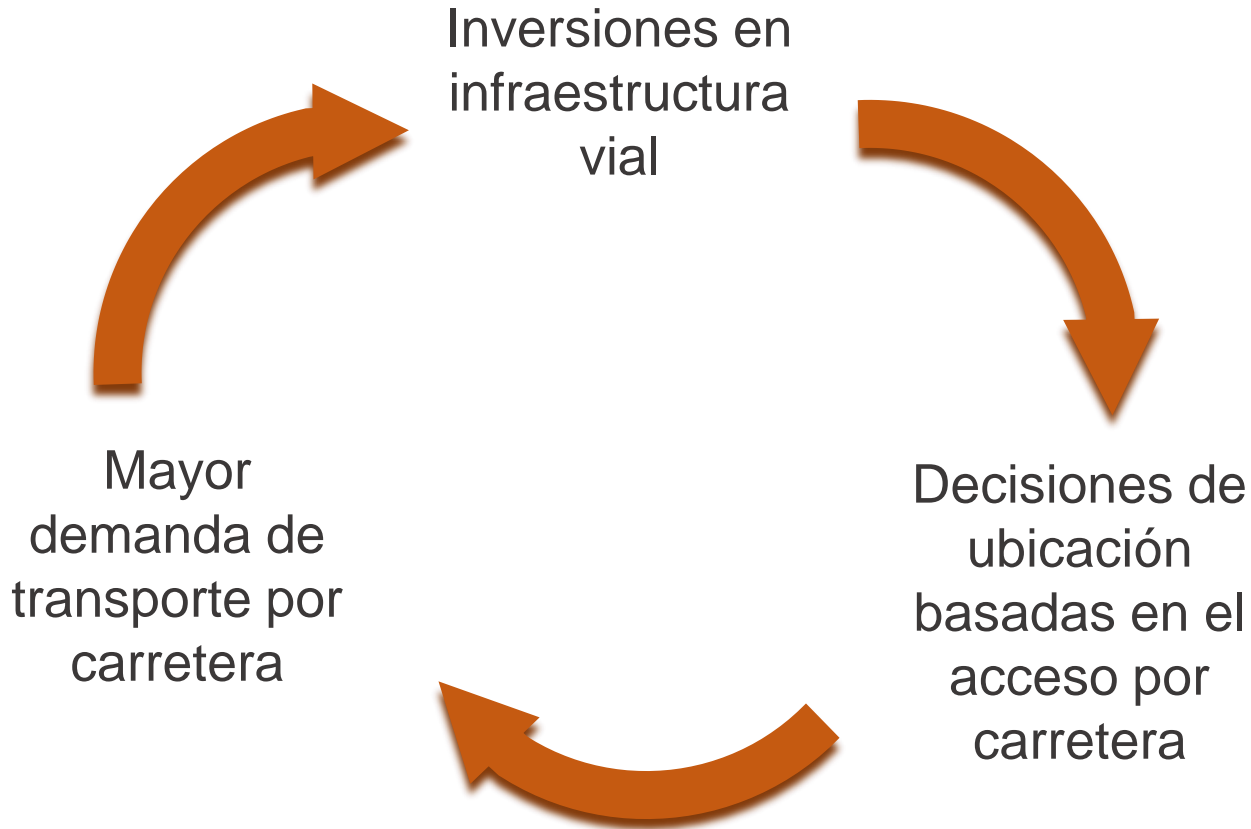 Inversiones en
infraestructura
vial
Decisiones de
ubicación
basadas en el
acceso por
carretera
Mayor
demanda de
transporte por
carretera